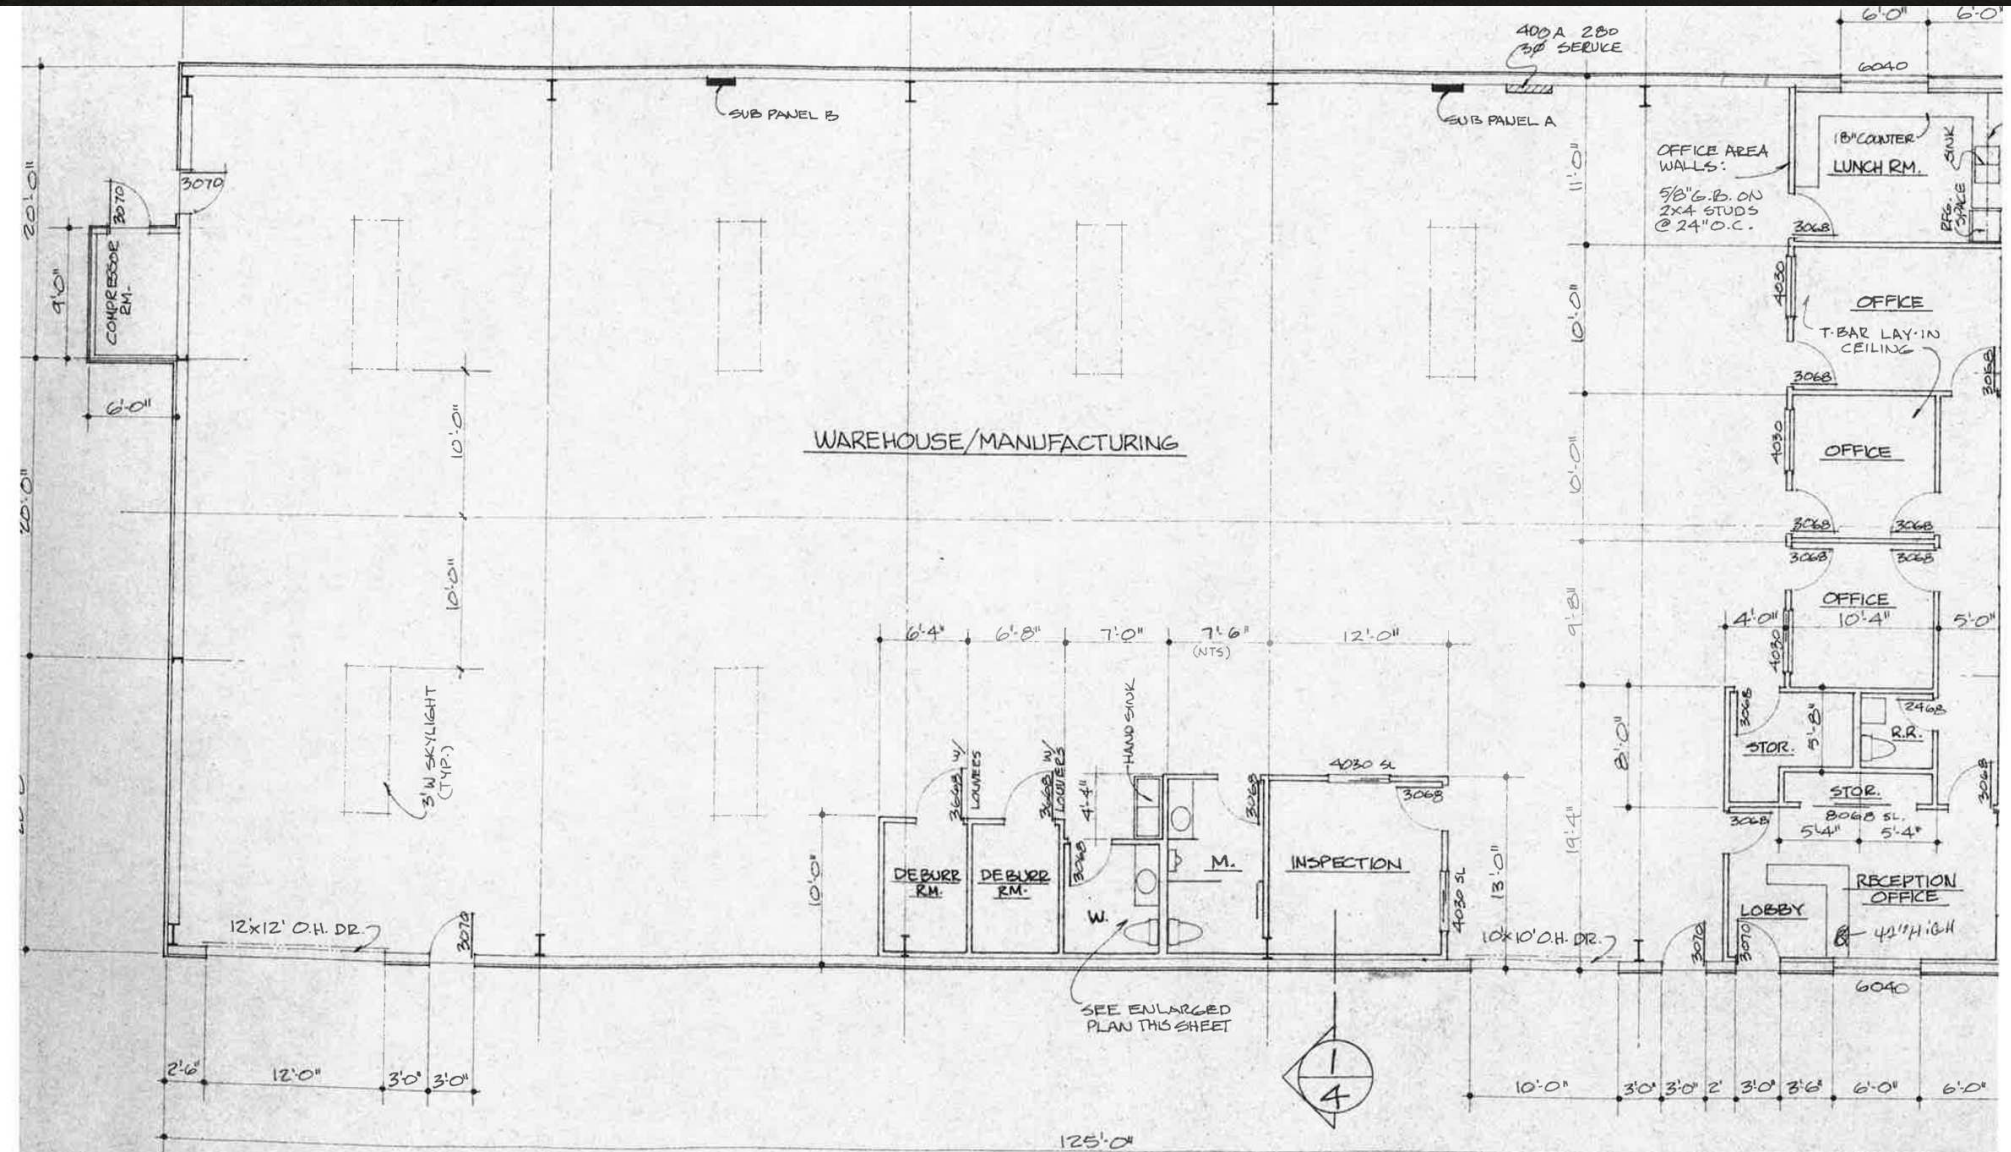 6'-0" 6'-0"
400A 280
3Ø SERVICE
6040
SUB PANEL B
SUB PANEL A
18" COUNTER
LUNCH RM.
SINK
REG.
SPACE
OFFICE AREA
WALLS:
5/8" G.B. ON
2x4 STUDS
@ 24" O.C.
3068
11'-0"
20'-0"
3070
3070
COMPRESSOR
RM.
9'-0"
6'-0"
4030
OFFICE
T-BAR LAY-IN
CEILING
3068
3068
10'-0"
10'-0"
WAREHOUSE/MANUFACTURING
10'-0"
4030
OFFICE
3068
3068
20'-0"
3068
3068
10'-0"
9'-8"
OFFICE
10'-4"
4'-0"
5'-0"
4030
6'-4"
6'-8"
7'-0"
7'-6"
(NTS)
12'-0"
3' W SKYLIGHT
(TYP.)
HAND SINK
3068
5'-8"
2468
R.R.
STOR.
8'-0"
3668 W/
LOUVERS
3668 W/
LOUVERS
4'-4"
3068
4030 SL
3068
STOR.
8068 SL.
5'-4" 5'-4"
3068
3068
19'-4"
10'-0"
DEBURR
RM.
DEBURR
RM.
3068
W.
M.
INSPECTION
13'-0"
4030 SL
RECEPTION
OFFICE
LOBBY
42" HIGH
12'x12' O.H. DR.
3070
10'x10' O.H. DR.
3070
3070
6040
SEE ENLARGED
PLAN THIS SHEET
1
4
2'-6" 12'-0" 3'-0" 3'-0"
10'-0" 3'-0" 3'-0" 2' 3'-0" 3'-6" 6'-0" 6'-0"
125'-0"